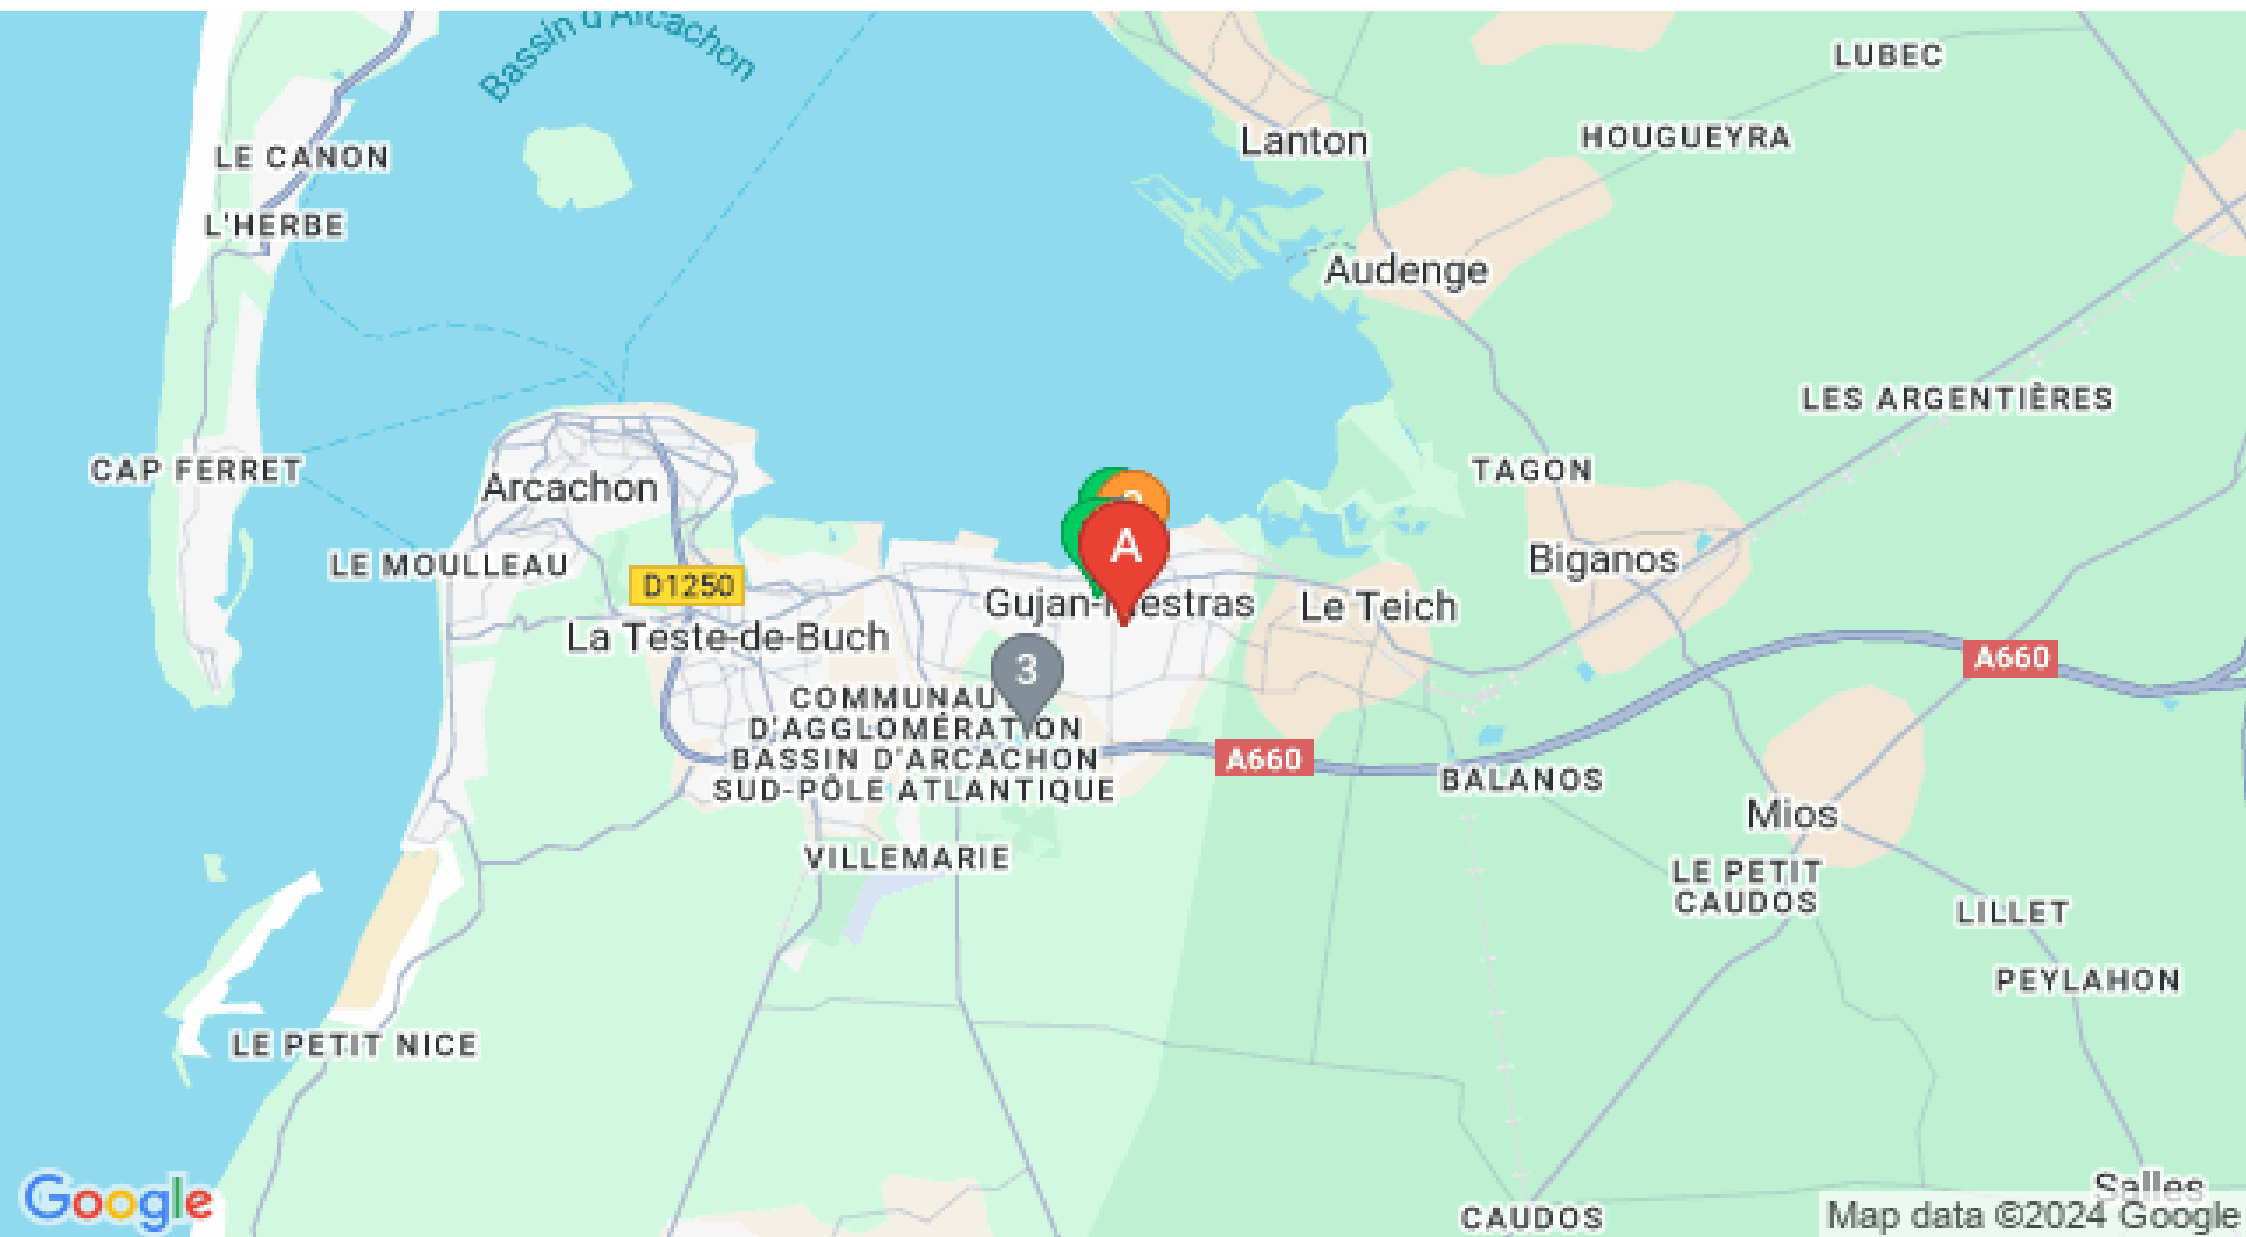 Bassin d'Arcachon
LUBEC
Lanton
HOUGUEYRA
LE CANON
L'HERBE
Audenge
LES ARGENTIÈRES
CAP FERRET
Arcachon
TAGON
A
LE MOULLEAU
D1250
Biganos
Le Teich
La Teste-de-Buch
A660
3
D'AGGLOMÉRATION
BASSIN D'ARCACHON
SUD-PÔLE ATLANTIQUE
A660
BALANOS
Mios
VILLEMARIE
LE PETIT
CAUDOS
LILLET
PEYLAHON
LE PETIT NICE
Salles
Google
CAUDOS
Map data ©2024 Google